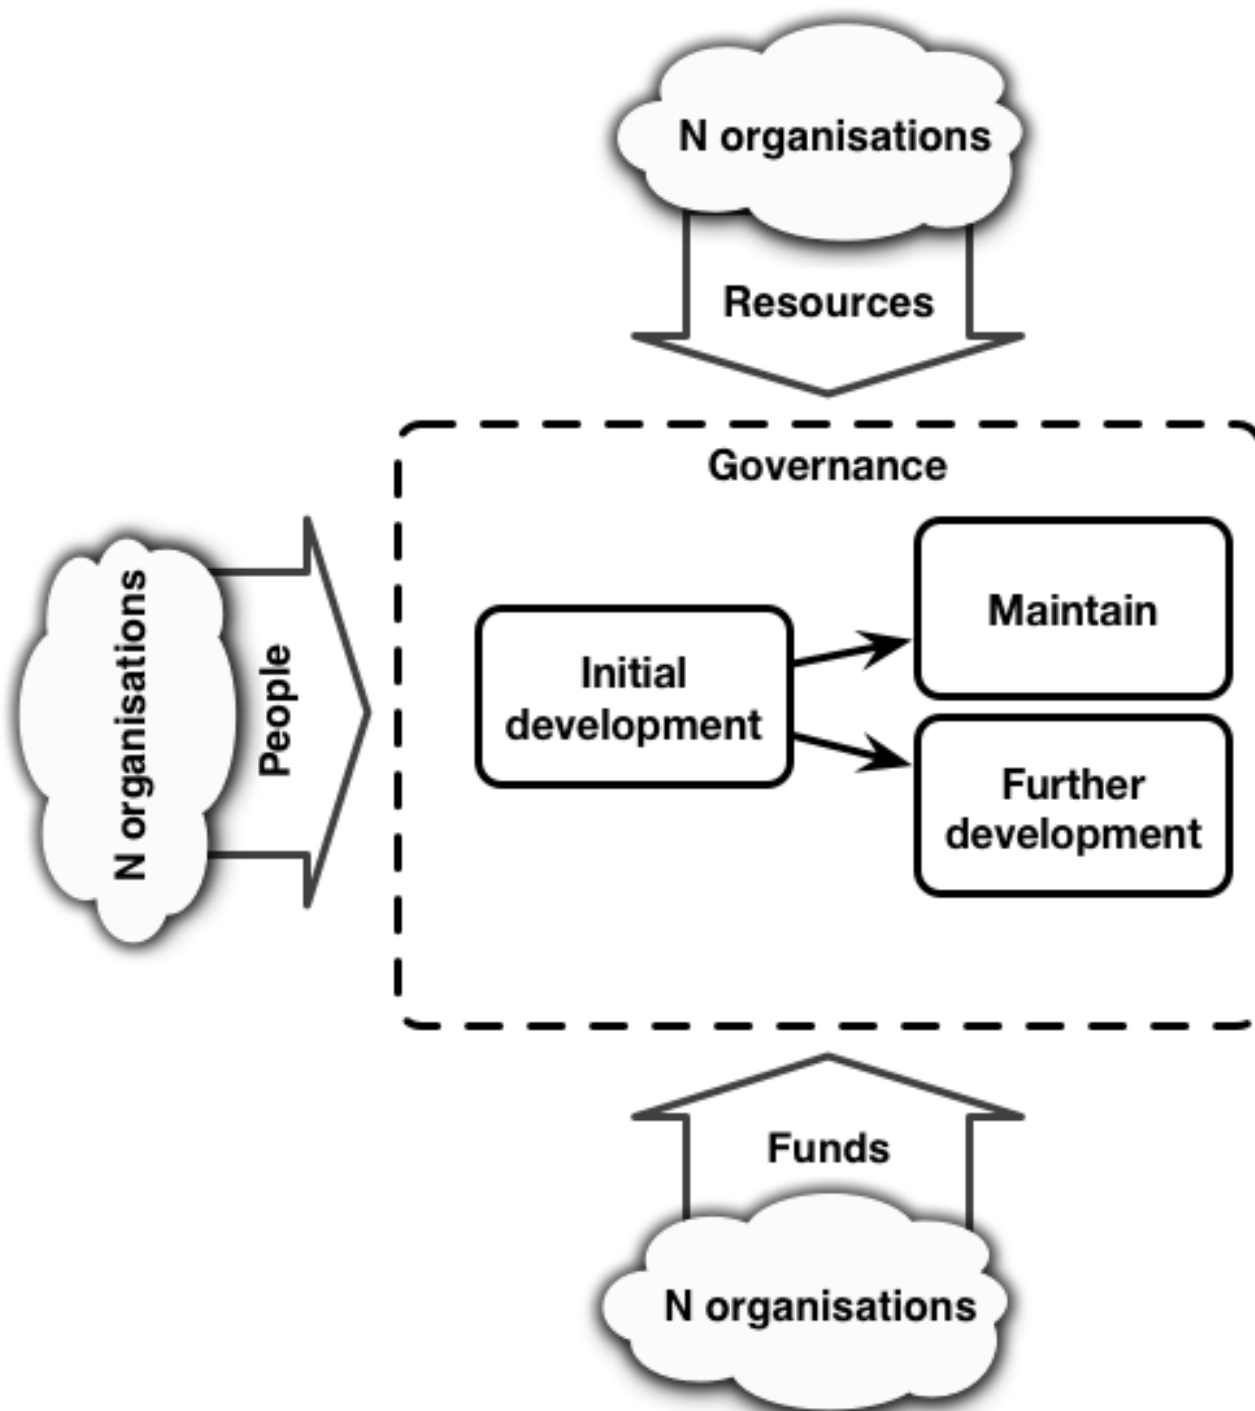 N organisations
Resources
Governance
N organisations
People
Initial
development
Maintain
Further
development
Funds
N organisations